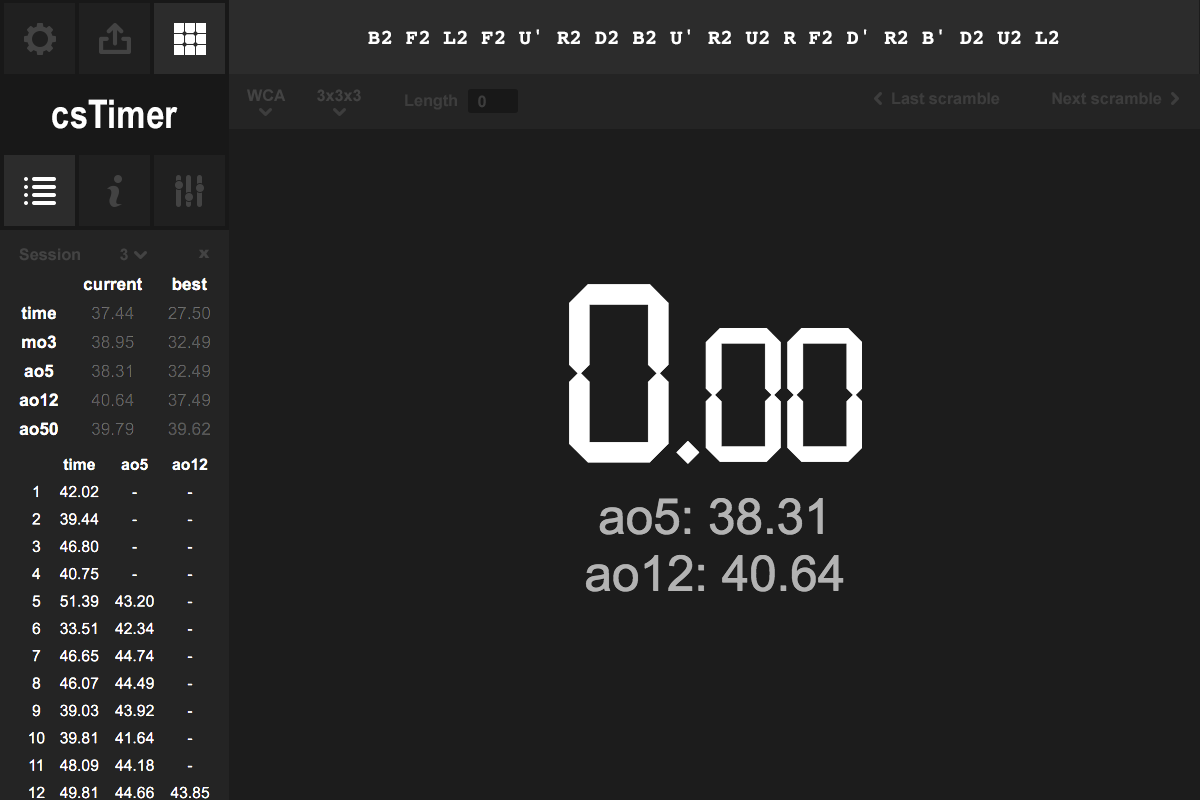 B2 F2 L2 F2 U' R2 D2 B2 U' R2 U2 R F2 D' R2 B' D2 U2 L2
csTimer
WCA 3x3x3 Length 0 Last scramble Next scramble
Session 3 x
current best
time 37.44 27.50
mo3 38.95 32.49
ao5 38.31 32.49
ao12 40.64 37.49
ao50 39.79 39.62
time ao5 ao12
1 42.02 - -
2 39.44 - -
3 46.80 - -
4 40.75 - -
5 51.39 43.20 -
6 33.51 42.34 -
7 46.65 44.74 -
8 46.07 44.49 -
9 39.03 43.92 -
10 39.81 41.64 -
11 48.09 44.18 -
12 49.81 44.66 43.85
0.00
ao5: 38.31
ao12: 40.64